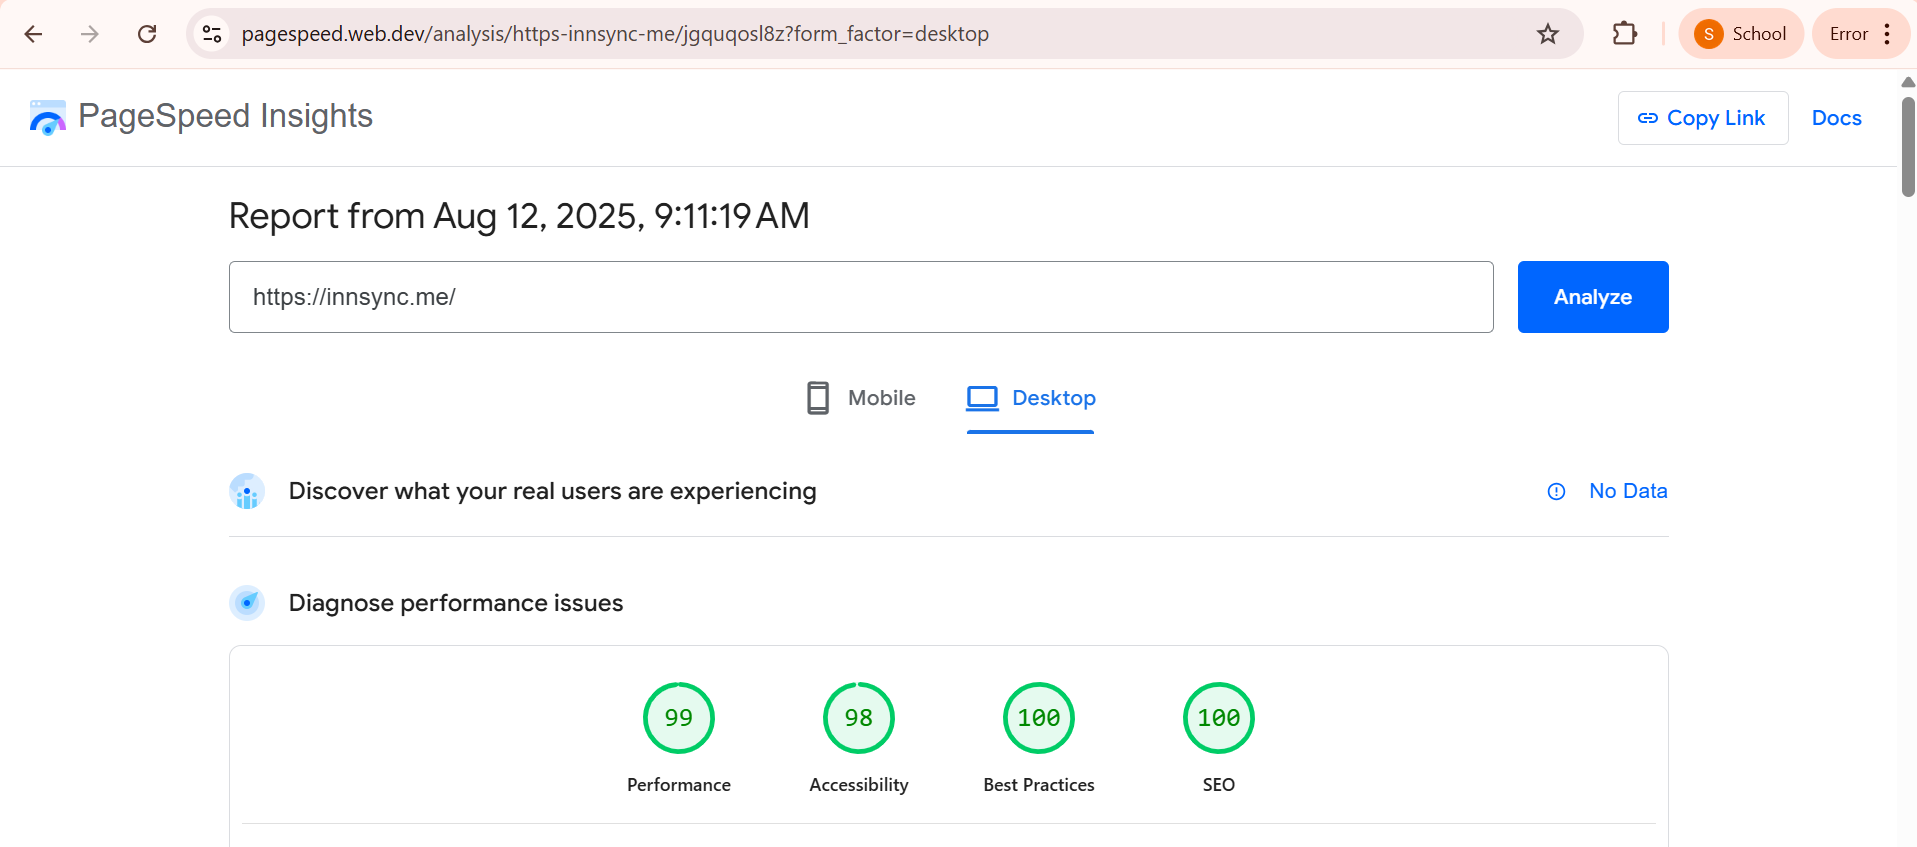 pagespeed.web.dev/analysis/https-innsync-me/jgquqosl8z?form_factor=desktop
S School
Error
PageSpeed Insights
Copy Link
Docs
Report from Aug 12, 2025, 9:11:19 AM
https://innsync.me/
Analyze
Mobile
Desktop
Discover what your real users are experiencing
No Data
Diagnose performance issues
99
98
100
100
Performance
Accessibility
Best Practices
SEO